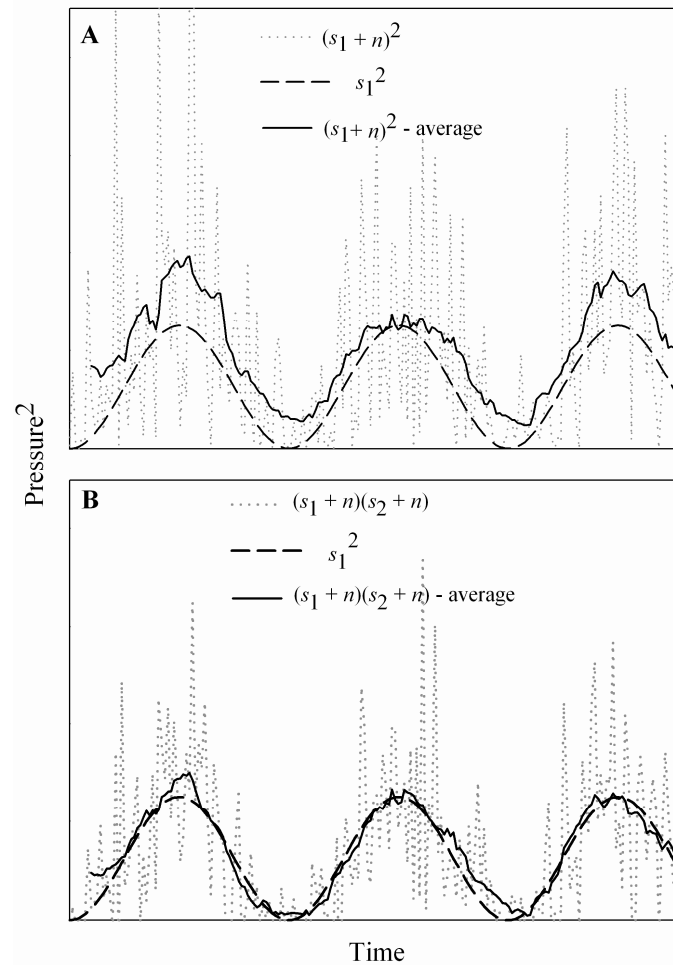 A
(s₁ + n)²
s₁²
(s₁+ n)² - average
Pressure²
B
(s₁ + n)(s₂ + n)
s₁²
(s₁ + n)(s₂ + n) - average
Time